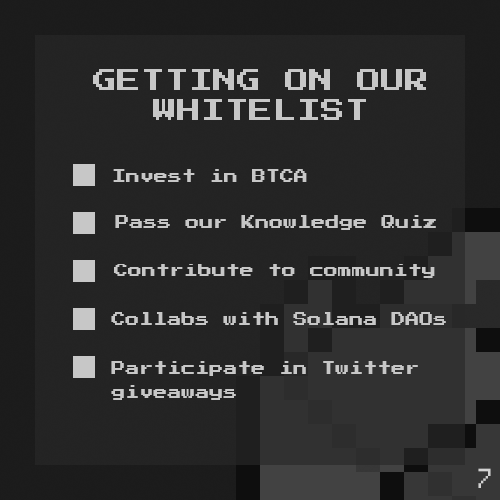 GETTING ON OUR
WHITELIST
Invest in BTCA
Pass our Knowledge Quiz
Contribute to community
Collabs with Solana DAOs
Participate in Twitter
giveaways
7